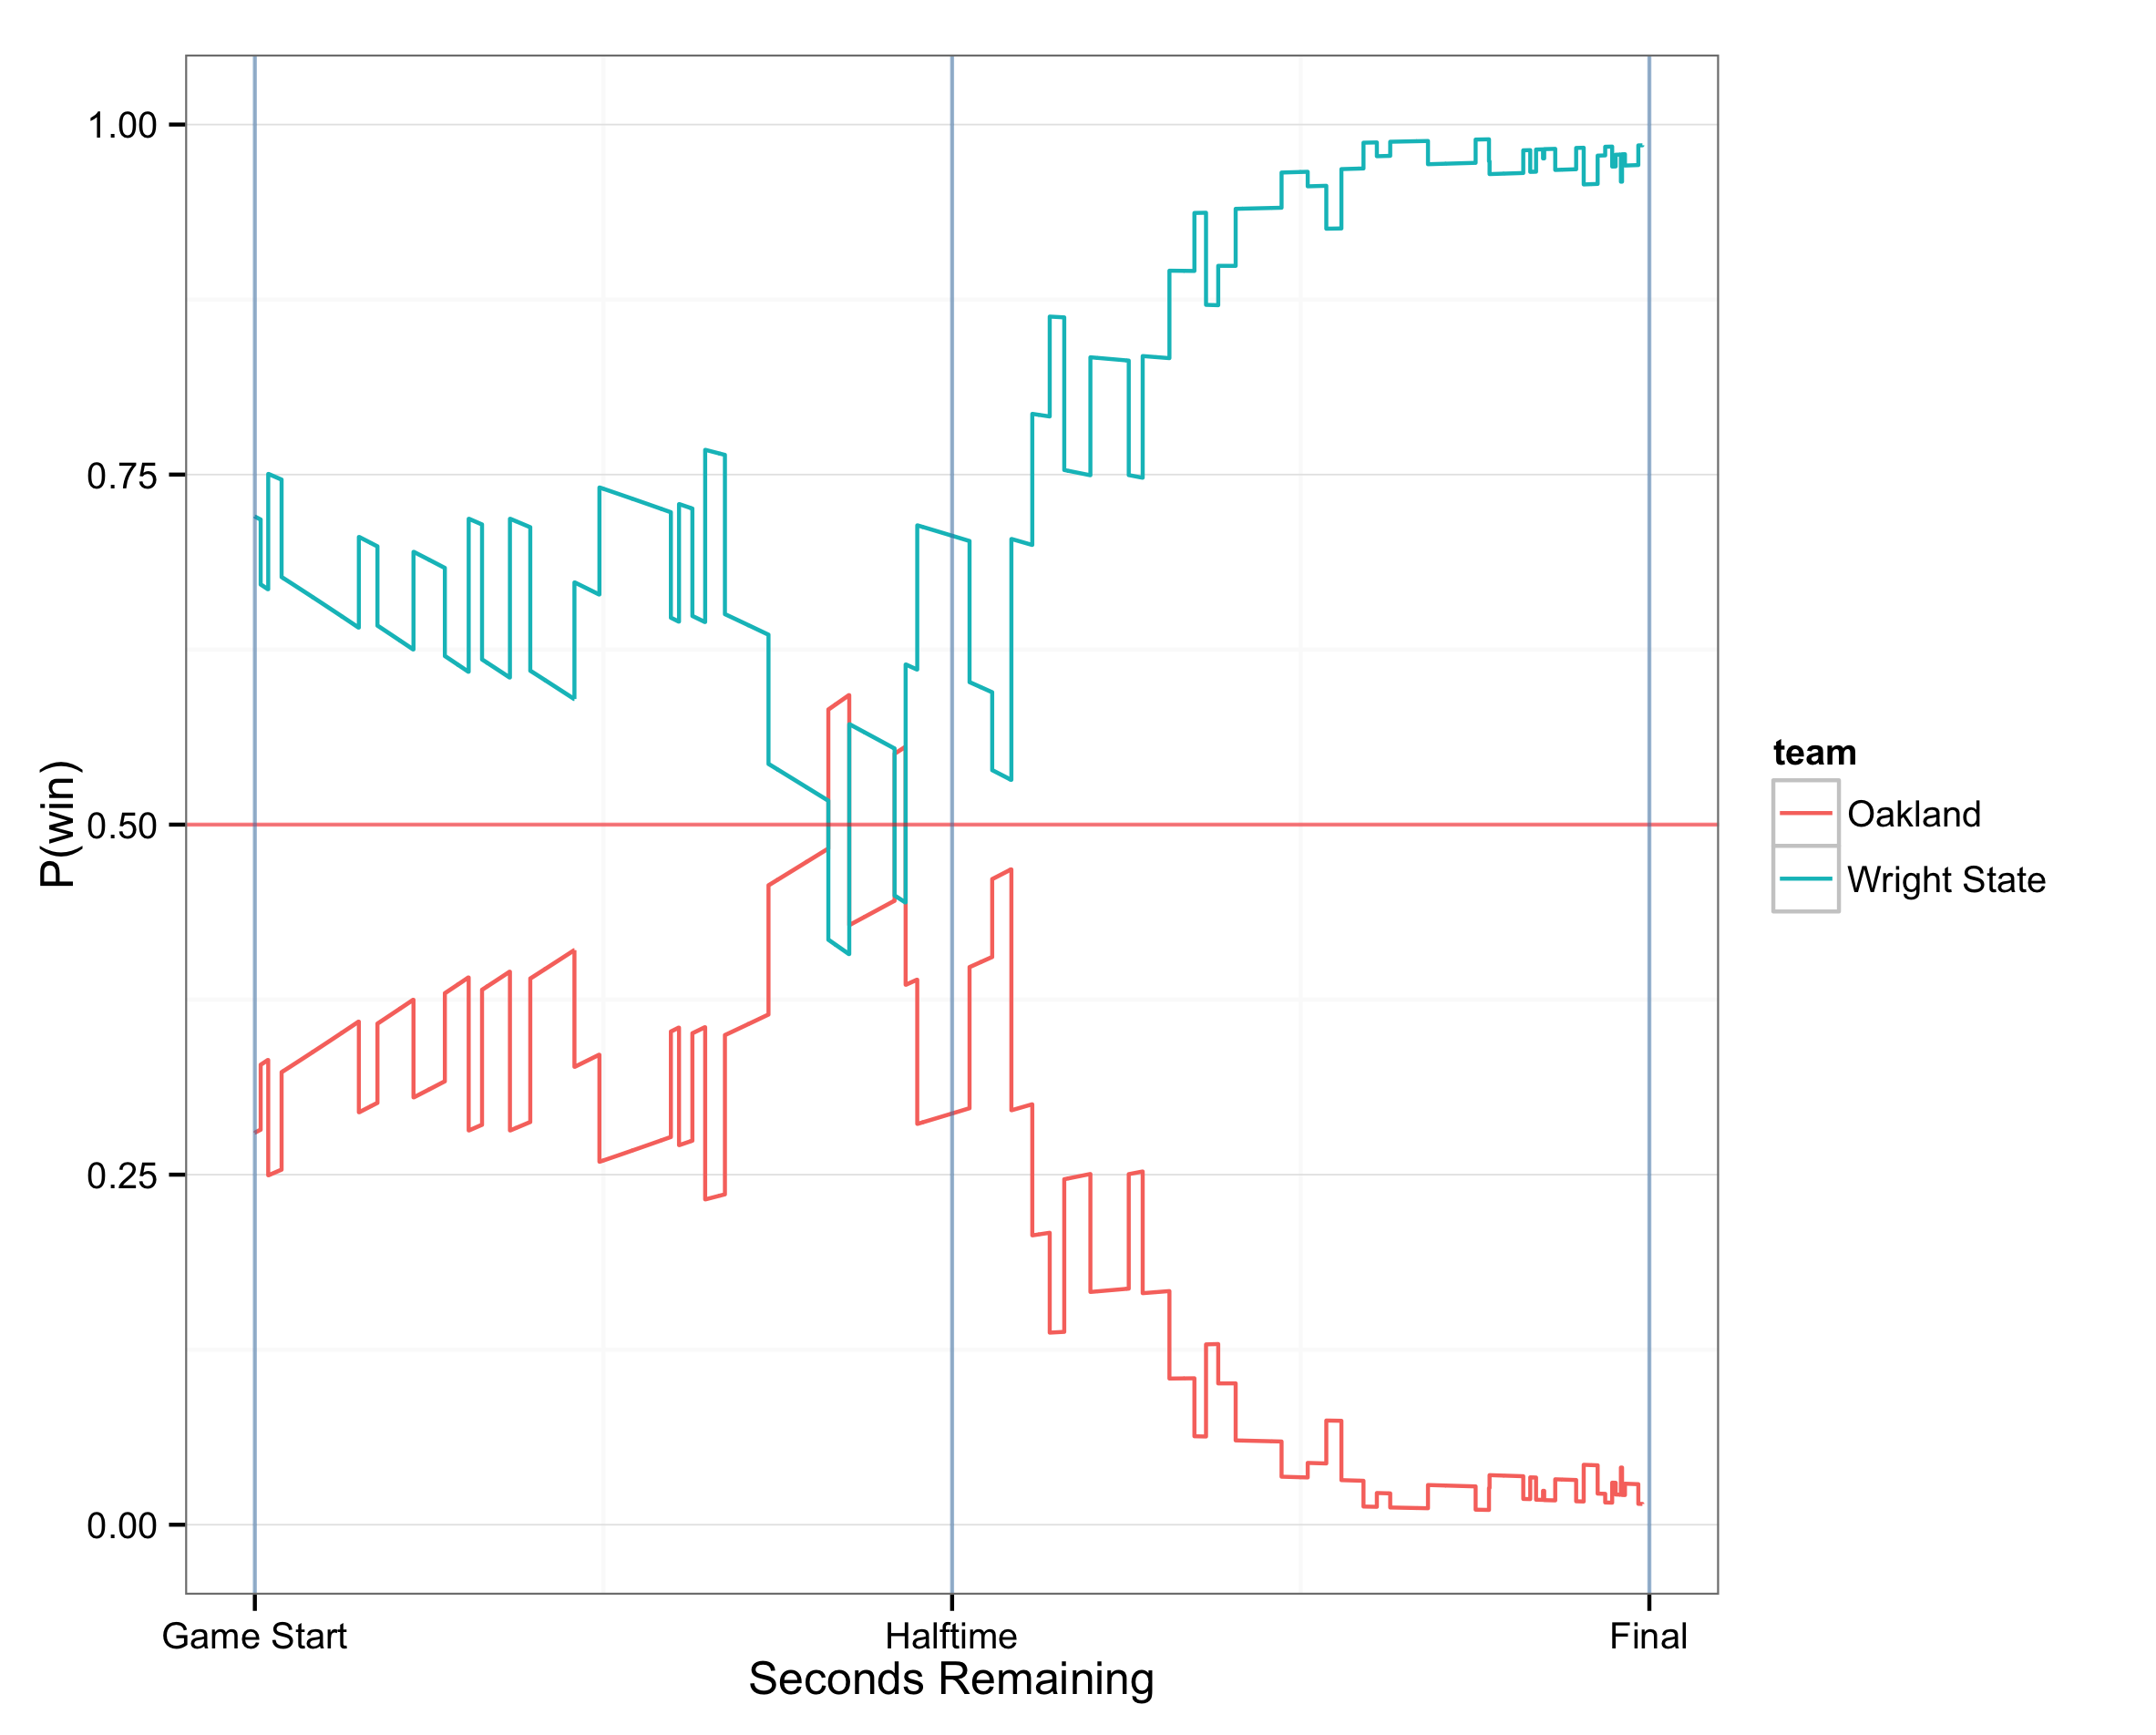 1.00
0.75
0.50
0.25
0.00
P(win)
Game Start
Halftime
Final
Seconds Remaining
team
Oakland
Wright State